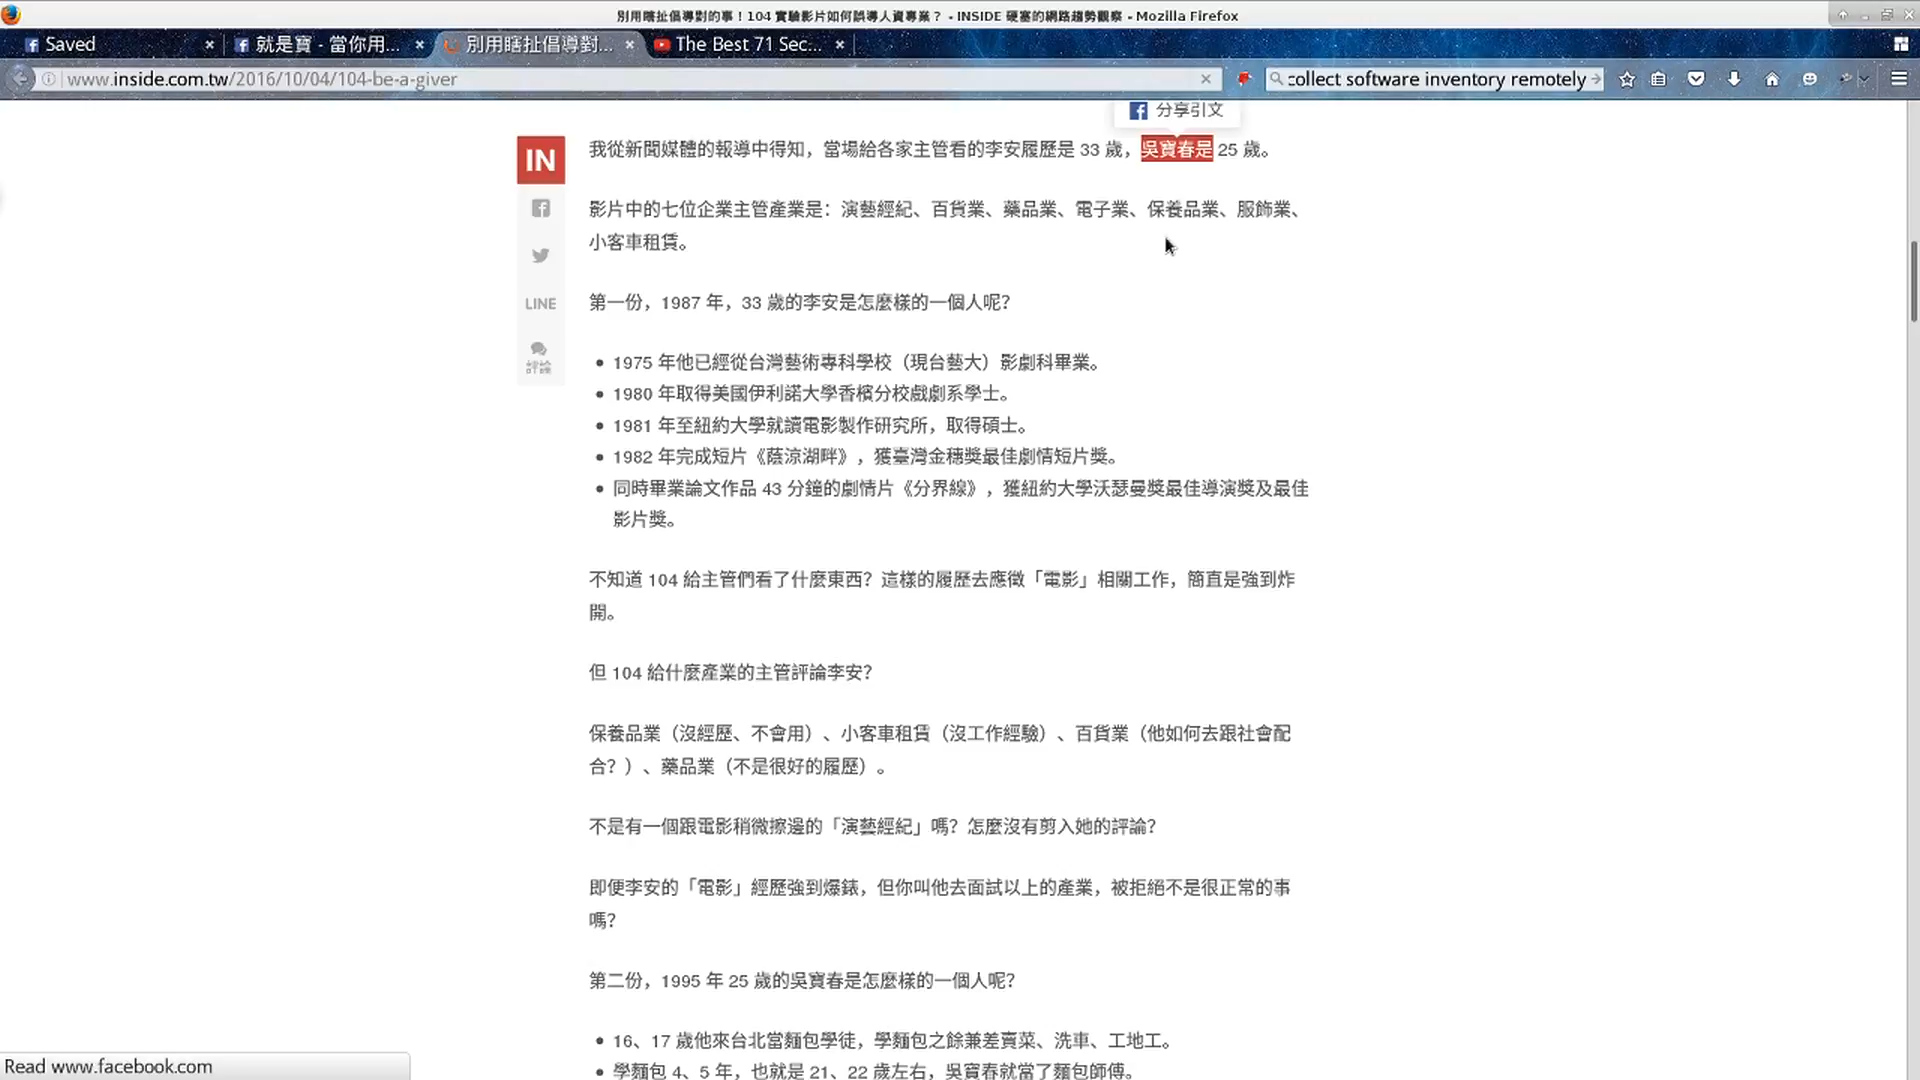 別用瞎扯倡導對的事！104 實驗影片如何誤導人資專業？ - INSIDE 硬塞的網路趨勢觀察 - Mozilla Firefox
Saved
就是寶 - 當你用...
別用瞎扯倡導對...
The Best 71 Sec...
www.inside.com.tw/2016/10/04/104-be-a-giver
collect software inventory remotely
分享引文
IN
我從新聞媒體的報導中得知，當場給各家主管看的李安履歷是 33 歲，吳寶春是 25 歲。
影片中的七位企業主管產業是：演藝經紀、百貨業、藥品業、電子業、保養品業、服飾業、
小客車租賃。
LINE
評論
第一份，1987 年，33 歲的李安是怎麼樣的一個人呢？
• 1975 年他已經從台灣藝術專科學校（現台藝大）影劇科畢業。
• 1980 年取得美國伊利諾大學香檳分校戲劇系學士。
• 1981 年至紐約大學就讀電影製作研究所，取得碩士。
• 1982 年完成短片《蔭涼湖畔》，獲臺灣金穗獎最佳劇情短片獎。
• 同時畢業論文作品 43 分鐘的劇情片《分界線》，獲紐約大學沃瑟曼獎最佳導演獎及最佳
影片獎。
不知道 104 給主管們看了什麼東西？這樣的履歷去應徵「電影」相關工作，簡直是強到炸
開。
但 104 給什麼產業的主管評論李安？
保養品業（沒經歷、不會用）、小客車租賃（沒工作經驗）、百貨業（他如何去跟社會配
合？）、藥品業（不是很好的履歷）。
不是有一個跟電影稍微擦邊的「演藝經紀」嗎？怎麼沒有剪入她的評論？
即便李安的「電影」經歷強到爆錶，但你叫他去面試以上的產業，被拒絕不是很正常的事
嗎？
第二份，1995 年 25 歲的吳寶春是怎麼樣的一個人呢？
• 16、17 歲他來台北當麵包學徒，學麵包之餘兼差賣菜、洗車、工地工。
• 學麵包 4、5 年，也就是 21、22 歲左右，吳寶春就當了麵包師傅。
Read www.facebook.com